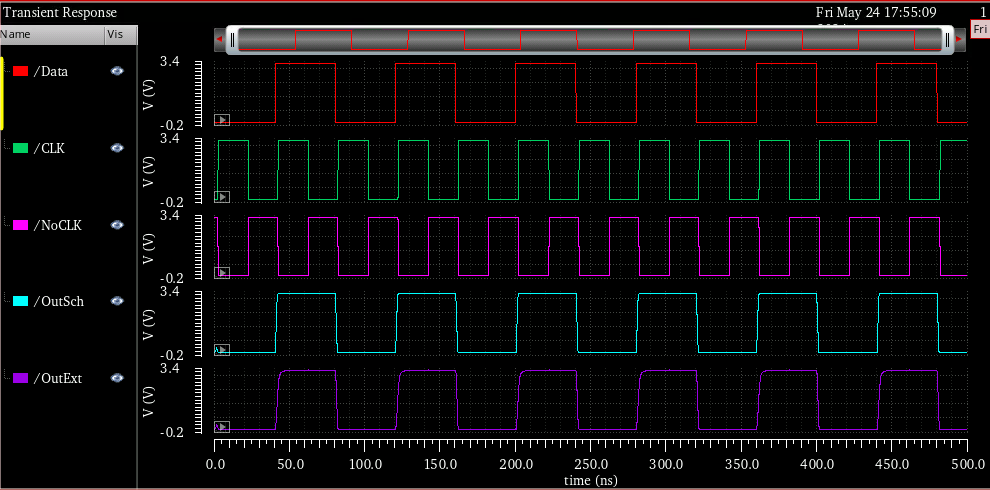 Transient Response
Fri May 24 17:55:09
1
Name
Vis
Fri
/Data
V (V)
3.4
-0.2
/CLK
V (V)
3.4
-0.2
/NoCLK
V (V)
3.4
-0.2
/OutSch
V (V)
3.4
-0.2
/OutExt
V (V)
3.4
-0.2
0.0 50.0 100.0 150.0 200.0 250.0 300.0 350.0 400.0 450.0 500.0
time (ns)